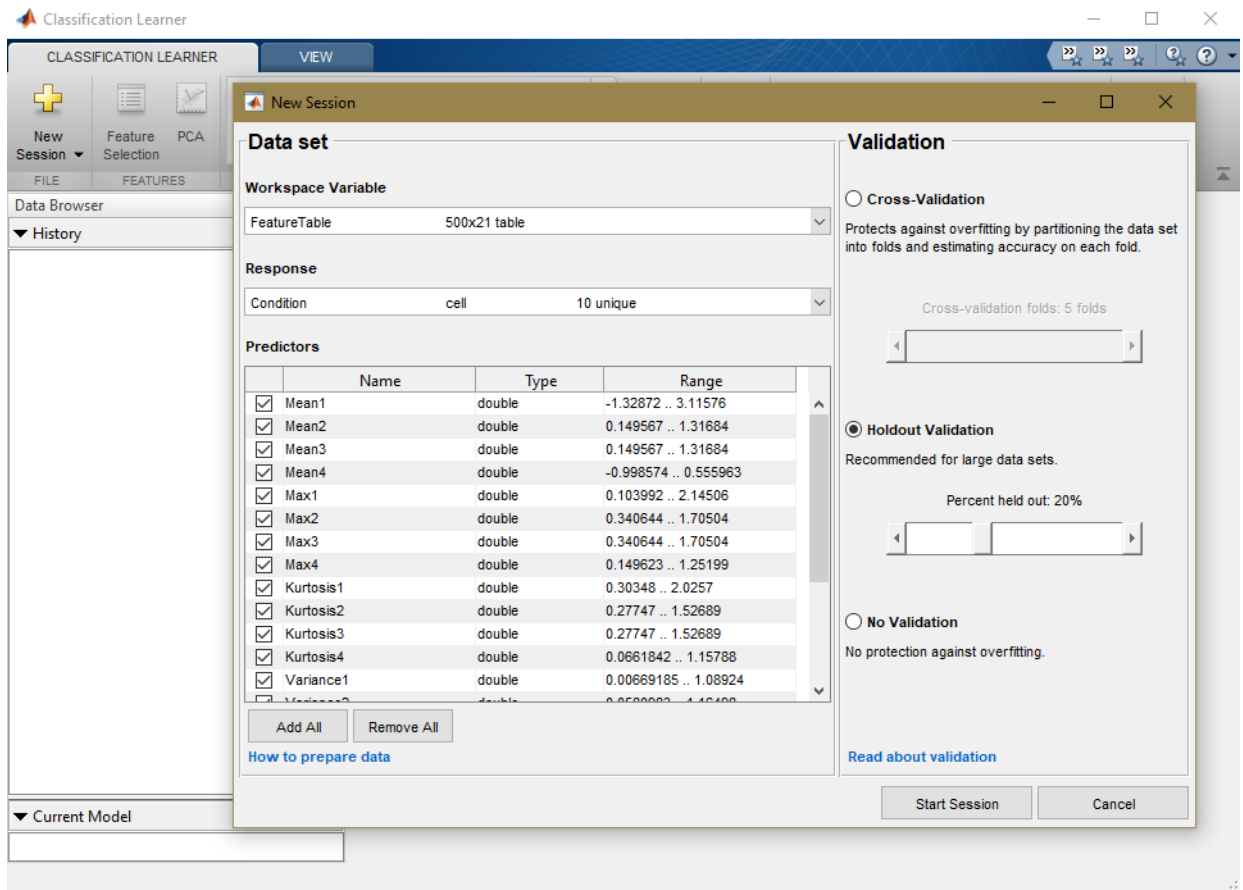 Classification Learner
CLASSIFICATION LEARNER
VIEW
New Session
Feature Selection
PCA
FILE
FEATURES
Data Browser
History
Current Model
New Session
Data set
Workspace Variable
FeatureTable 500x21 table
Response
Condition cell 10 unique
Predictors
Name Type Range
Mean1 double -1.32872 .. 3.11576
Mean2 double 0.149567 .. 1.31684
Mean3 double 0.149567 .. 1.31684
Mean4 double -0.998574 .. 0.555963
Max1 double 0.103992 .. 2.14506
Max2 double 0.340644 .. 1.70504
Max3 double 0.340644 .. 1.70504
Max4 double 0.149623 .. 1.25199
Kurtosis1 double 0.30348 .. 2.0257
Kurtosis2 double 0.27747 .. 1.52689
Kurtosis3 double 0.27747 .. 1.52689
Kurtosis4 double 0.0661842 .. 1.15788
Variance1 double 0.00669185 .. 1.08924
Add All
Remove All
How to prepare data
Validation
Cross-Validation
Protects against overfitting by partitioning the data set
into folds and estimating accuracy on each fold.
Cross-validation folds: 5 folds
Holdout Validation
Recommended for large data sets.
Percent held out: 20%
No Validation
No protection against overfitting.
Read about validation
Start Session
Cancel